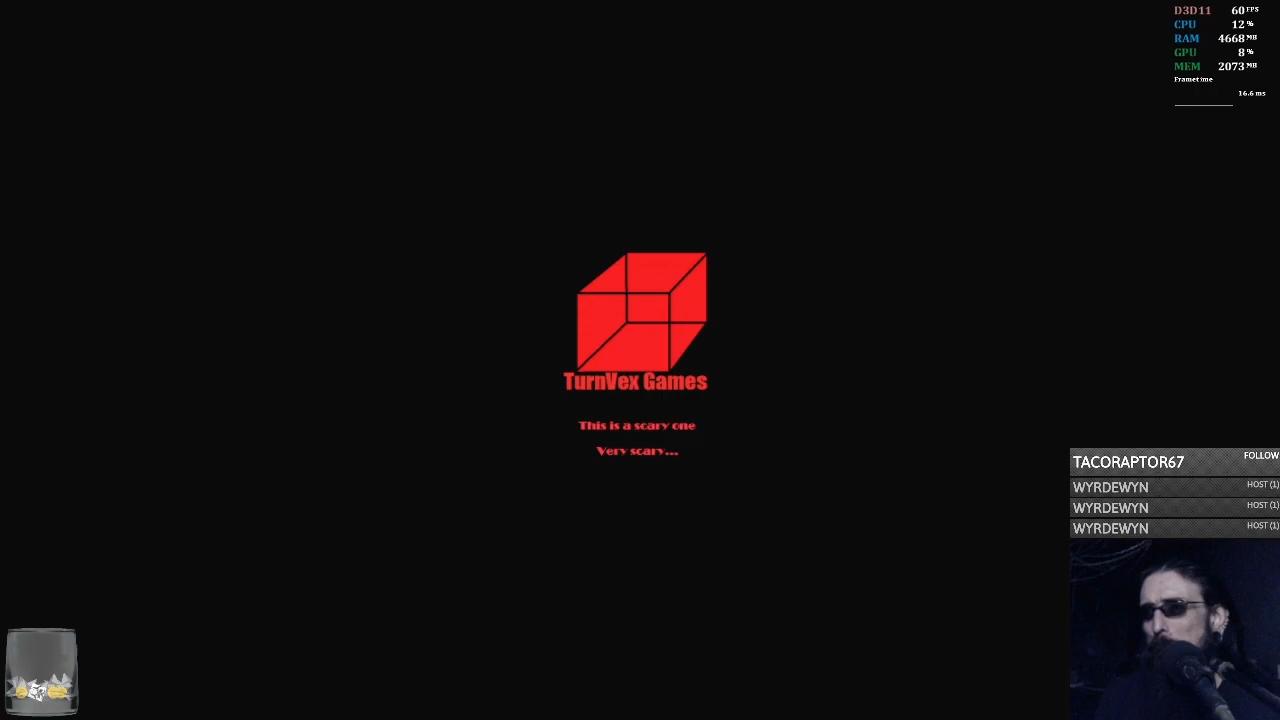 D3D11 60 FPS
CPU 12 %
RAM 4668 MB
GPU 8 %
MEM 2073 MB
Frametime
16.6 ms
TurnVex Games
This is a scary one
Very scary...
TACORAPTOR67 FOLLOW
WYRDEWYN HOST (1)
WYRDEWYN HOST (1)
WYRDEWYN HOST (1)